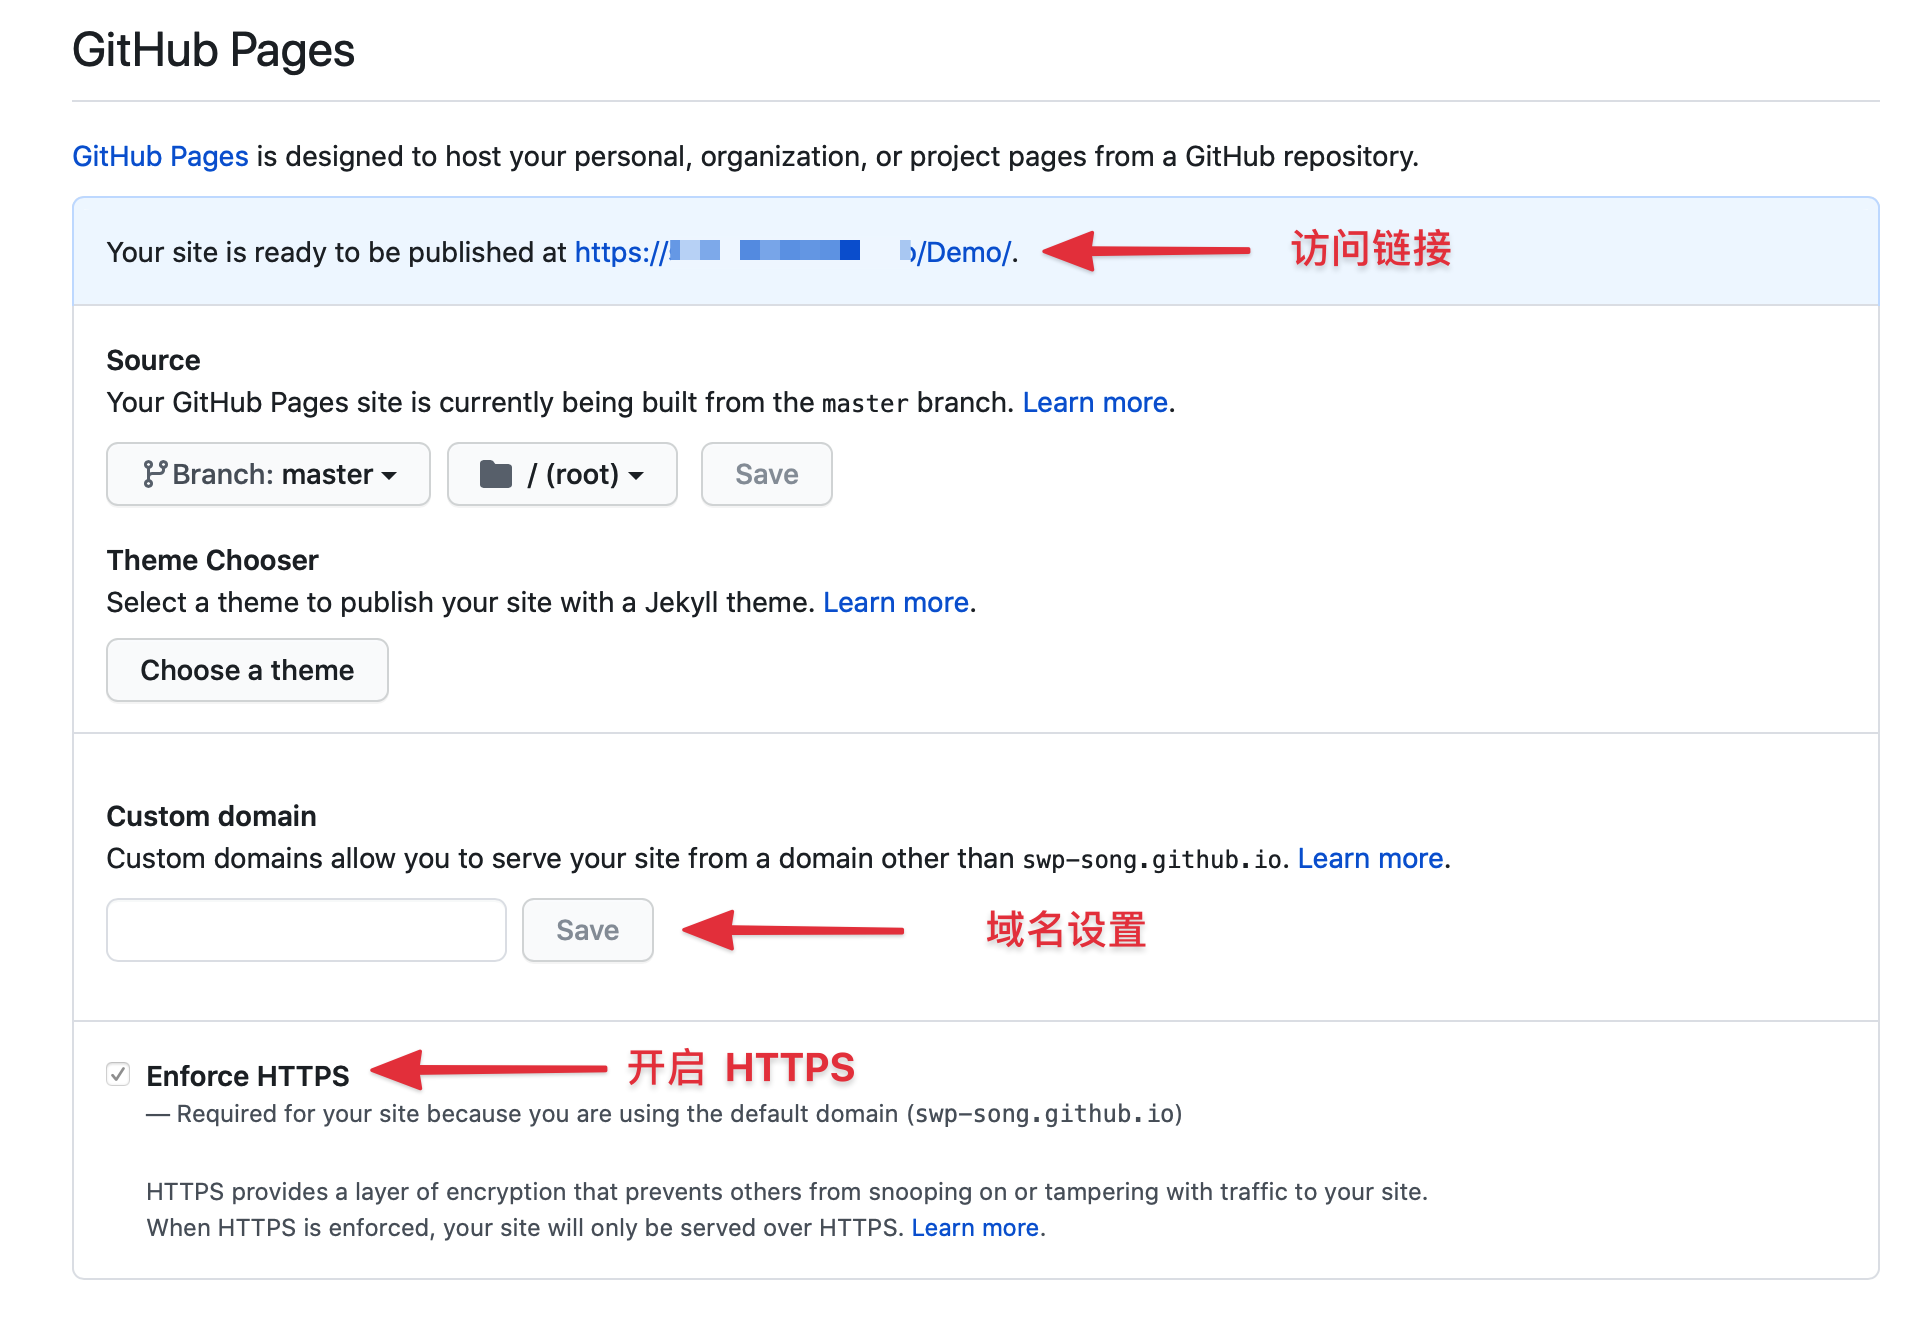 GitHub Pages
GitHub Pages is designed to host your personal, organization, or project pages from a GitHub repository.
Your site is ready to be published at https:// /Demo/. 访问链接
Source
Your GitHub Pages site is currently being built from the master branch. Learn more.
Branch: master / (root) Save
Theme Chooser
Select a theme to publish your site with a Jekyll theme. Learn more.
Choose a theme
Custom domain
Custom domains allow you to serve your site from a domain other than swp-song.github.io. Learn more.
Save 域名设置
Enforce HTTPS 开启 HTTPS
— Required for your site because you are using the default domain (swp-song.github.io)
HTTPS provides a layer of encryption that prevents others from snooping on or tampering with traffic to your site.
When HTTPS is enforced, your site will only be served over HTTPS. Learn more.